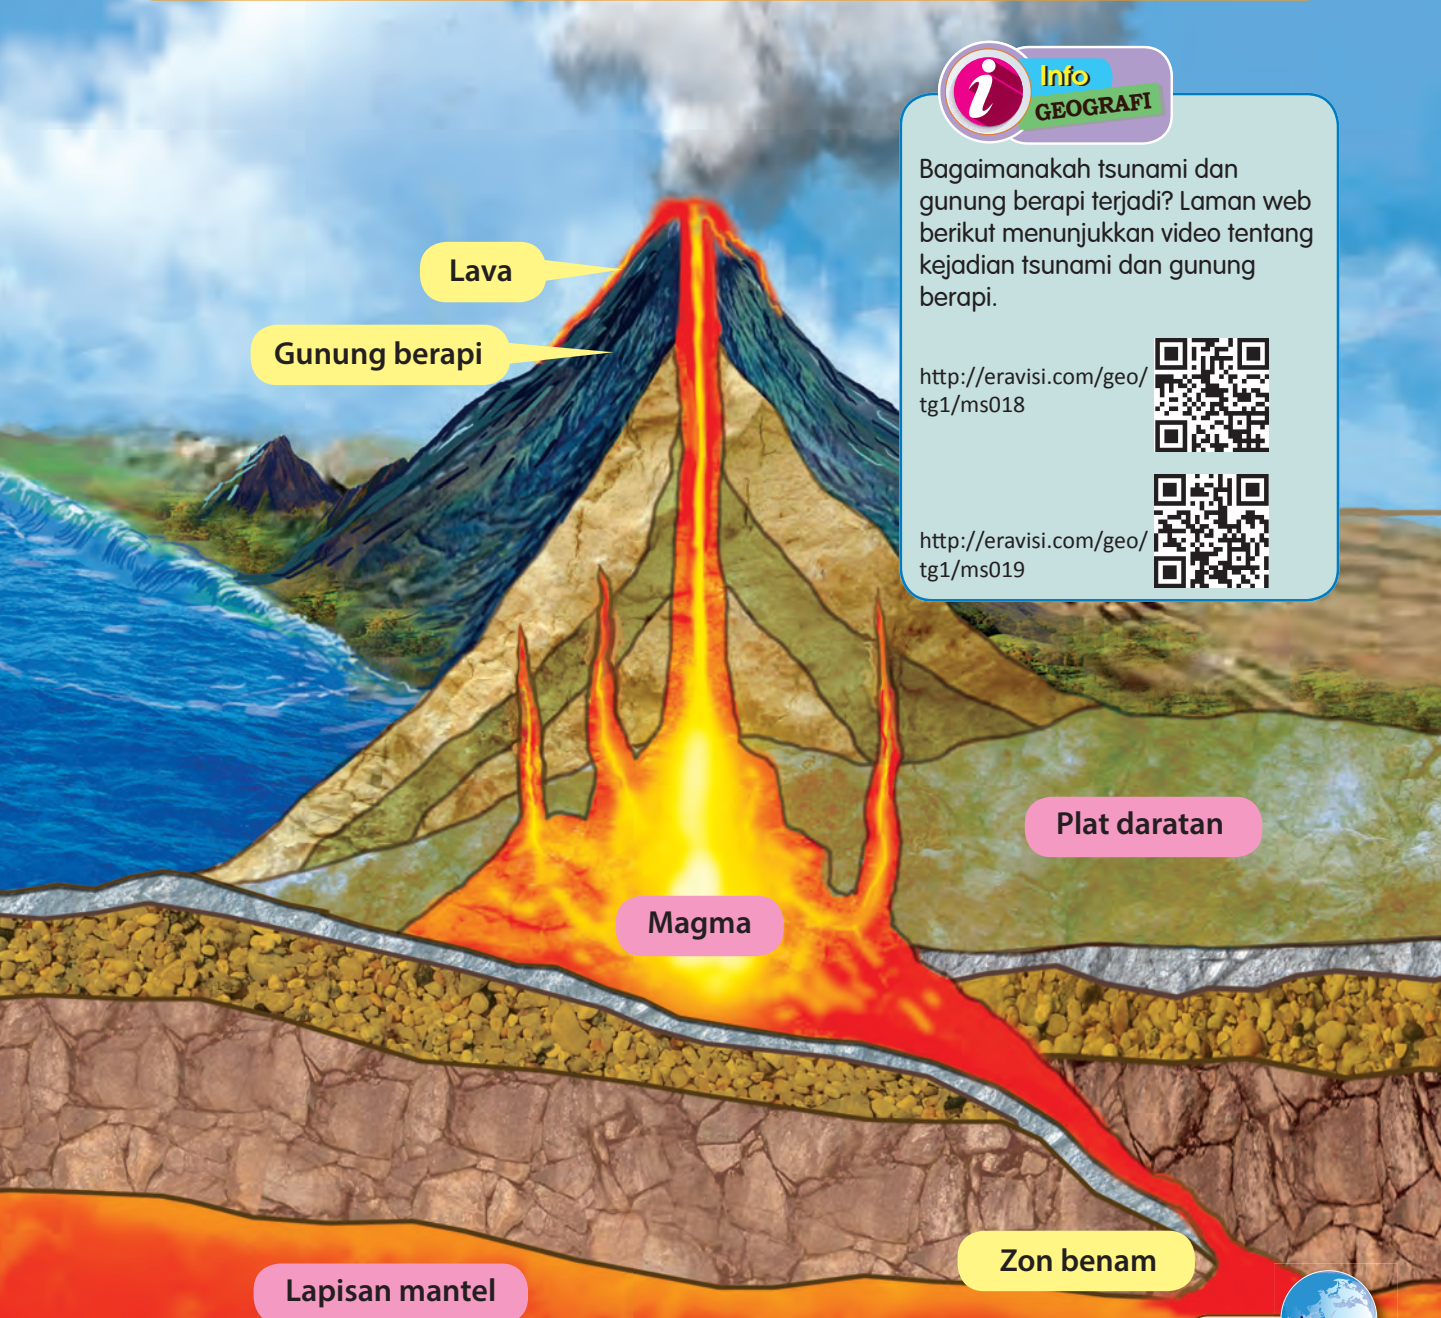 Info
GEOGRAFI
Bagaimanakah tsunami dan
gunung berapi terjadi? Laman web
berikut menunjukkan video tentang
kejadian tsunami dan gunung
berapi.
http://eravisi.com/geo/
tg1/ms018
http://eravisi.com/geo/
tg1/ms019
Lava
Gunung berapi
Plat daratan
Magma
Zon benam
Lapisan mantel